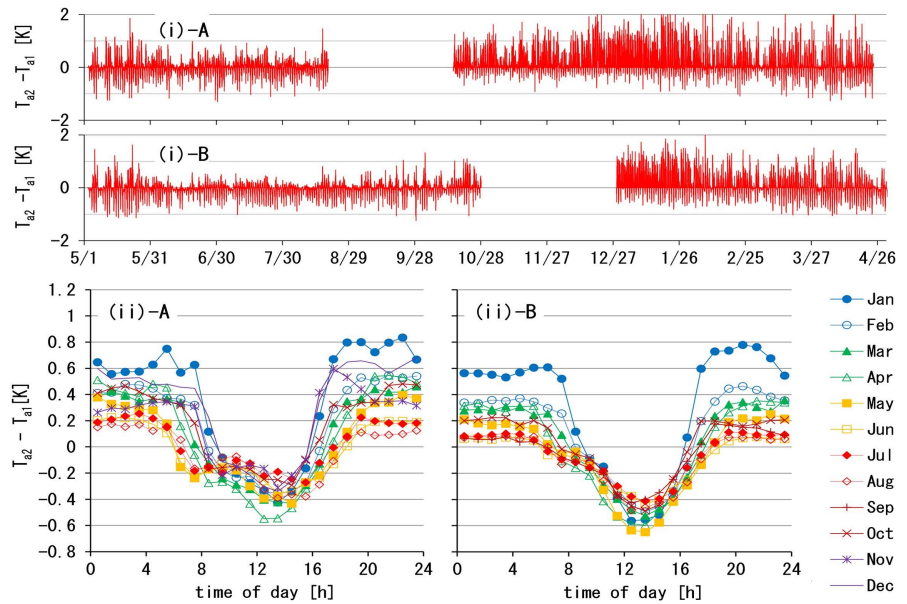 2
(i)-A
0
-2
Ta2 -Ta1 [K]
2
(i)-B
0
-2
Ta2 -Ta1 [K]
5/1 5/31 6/30 7/30 8/29 9/28 10/28 11/27 12/27 1/26 2/25 3/27 4/26
1.2
1
0.8
0.6
0.4
0.2
0
-0.2
-0.4
-0.6
-0.8
Ta2 - Ta1[K]
(ii)-A
0 4 8 12 16 20 24
time of day [h]
(ii)-B
0 4 8 12 16 20 24
time of day [h]
Jan
Feb
Mar
Apr
May
Jun
Jul
Aug
Sep
Oct
Nov
Dec